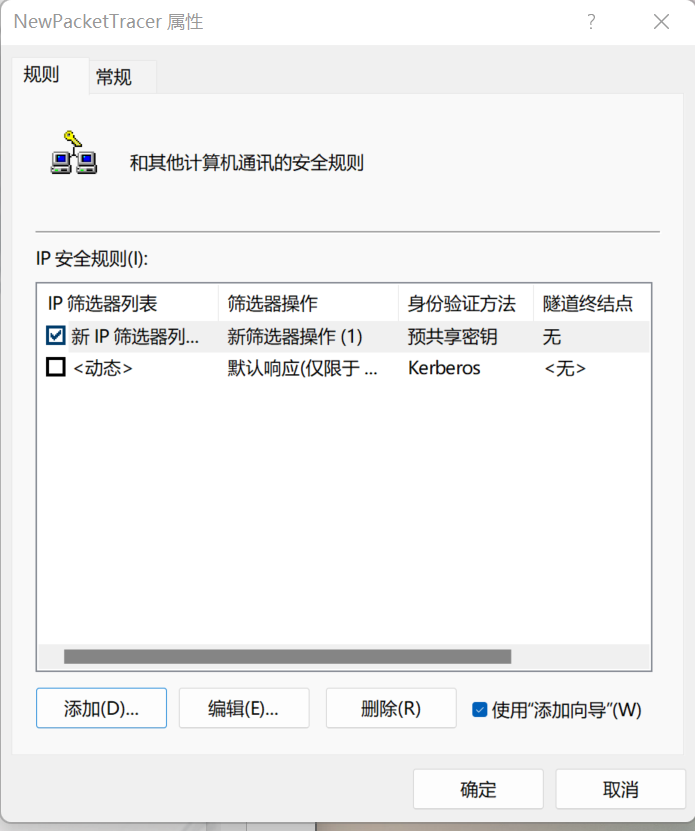 NewPacketTracer 属性
规则 常规
和其他计算机通讯的安全规则
IP 安全规则(I):
IP 筛选器列表 筛选器操作 身份验证方法 隧道终结点
新 IP 筛选器列... 新筛选器操作 (1) 预共享密钥 无
<动态> 默认响应(仅限于 ... Kerberos <无>
添加(D)... 编辑(E)... 删除(R) 使用“添加向导”(W)
确定 取消